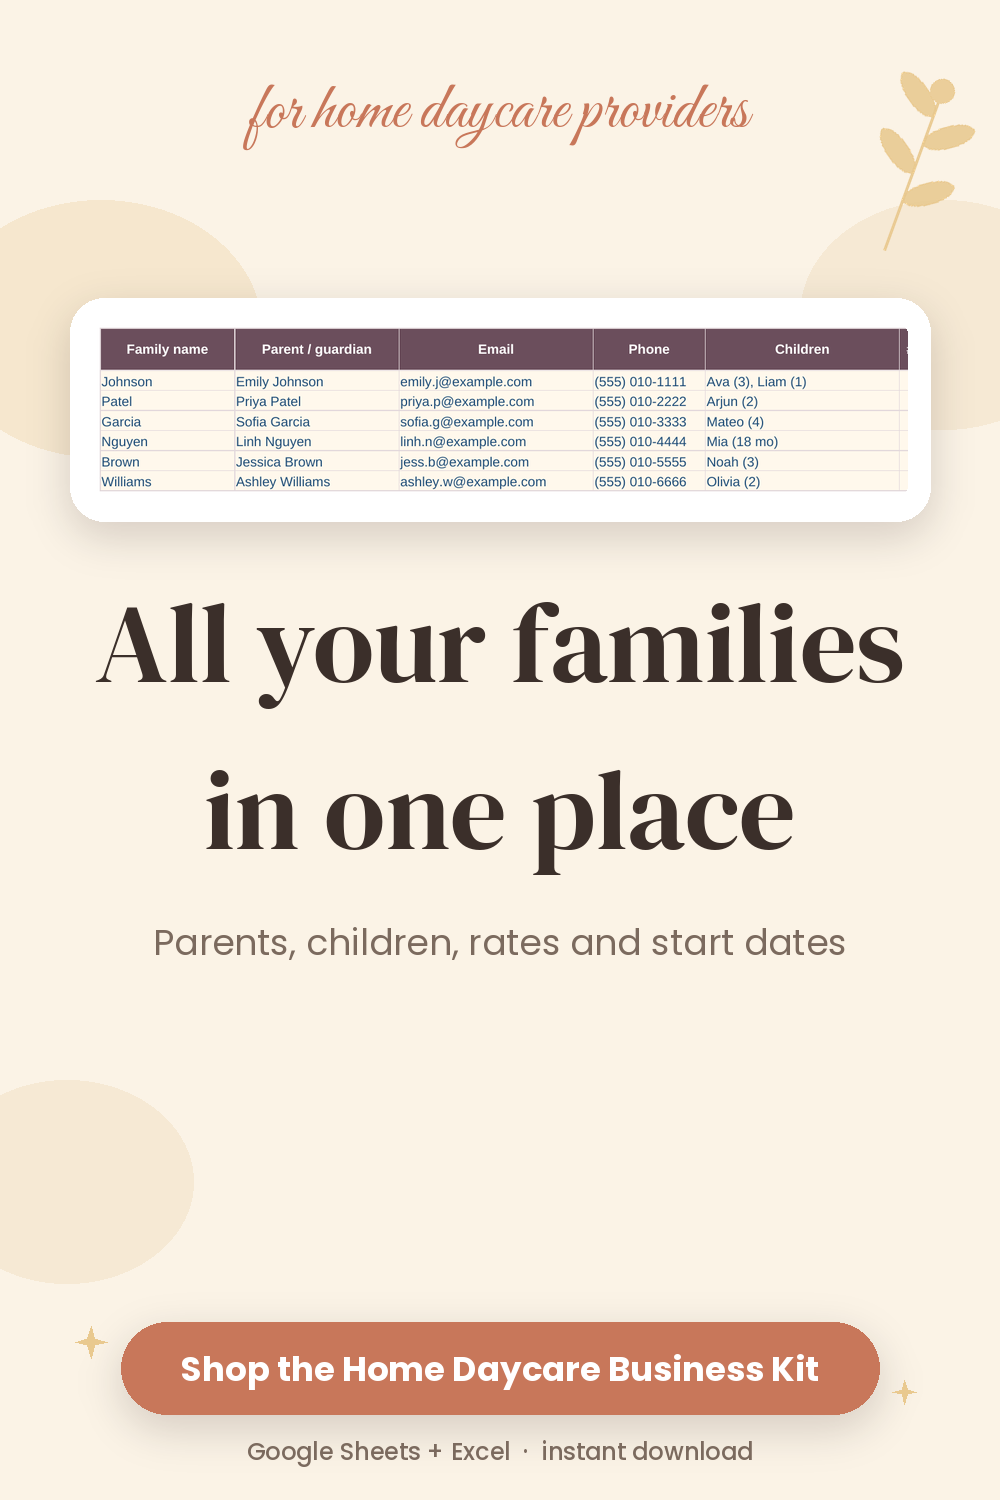 for home daycare providers
Family name Parent / guardian Email Phone Children
Johnson Emily Johnson emily.j@example.com (555) 010-1111 Ava (3), Liam (1)
Patel Priya Patel priya.p@example.com (555) 010-2222 Arjun (2)
Garcia Sofia Garcia sofia.g@example.com (555) 010-3333 Mateo (4)
Nguyen Linh Nguyen linh.n@example.com (555) 010-4444 Mia (18 mo)
Brown Jessica Brown jess.b@example.com (555) 010-5555 Noah (3)
Williams Ashley Williams ashley.w@example.com (555) 010-6666 Olivia (2)
All your families
in one place
Parents, children, rates and start dates
Shop the Home Daycare Business Kit
Google Sheets + Excel · instant download